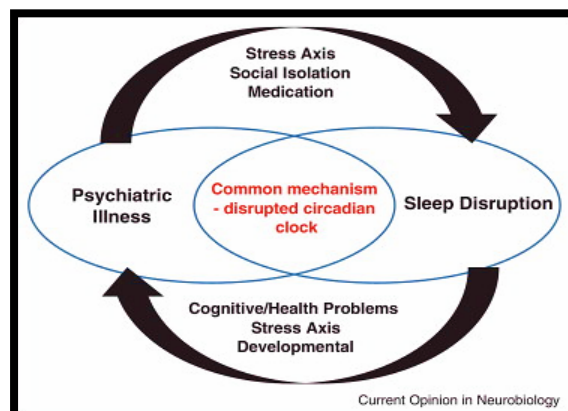 Stress Axis
Social Isolation
Medication
Psychiatric
Illness
Common mechanism
- disrupted circadian
clock
Sleep Disruption
Cognitive/Health Problems
Stress Axis
Developmental
Current Opinion in Neurobiology